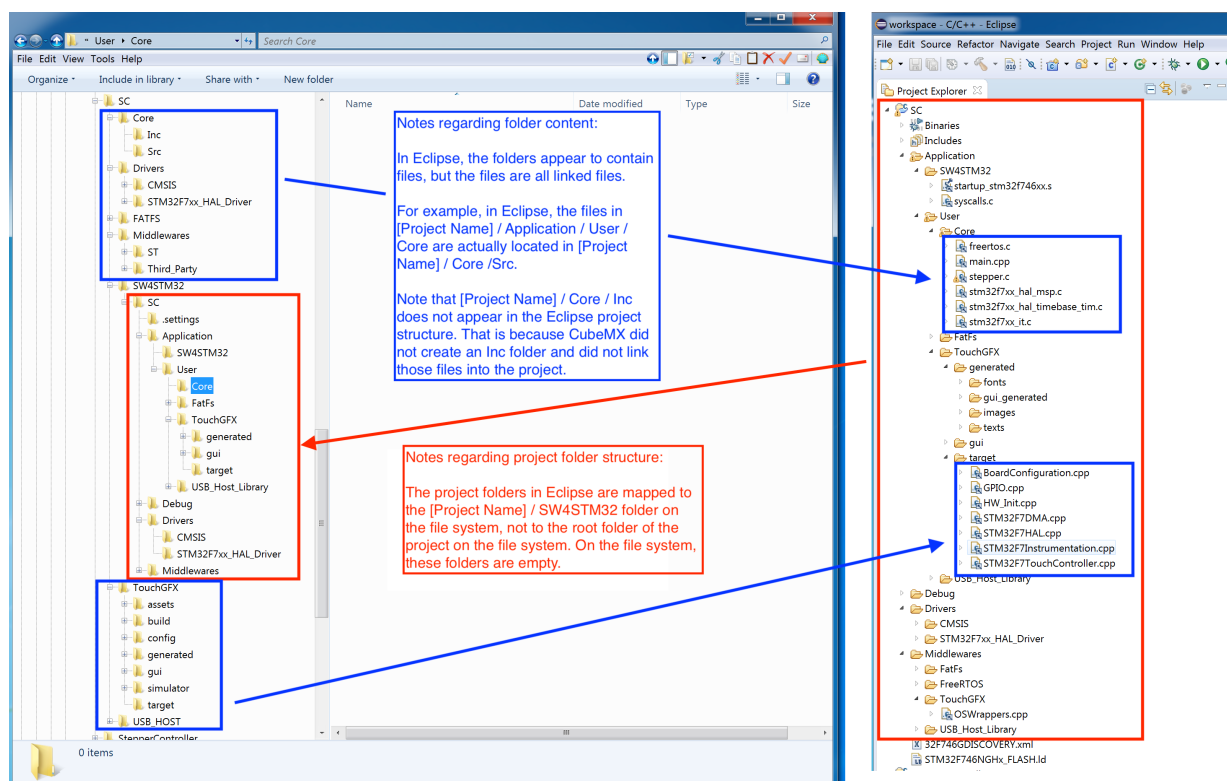 User ▸ Core
Search Core
File Edit View Tools Help
Organize
Include in library
Share with
New folder
SC
Core
Inc
Src
Drivers
CMSIS
STM32F7xx_HAL_Driver
FATFS
Middlewares
ST
Third_Party
SW4STM32
SC
.settings
Application
SW4STM32
User
Core
FatFs
TouchGFX
generated
gui
target
USB_Host_Library
Debug
Drivers
CMSIS
STM32F7xx_HAL_Driver
Middlewares
TouchGFX
assets
build
config
generated
gui
simulator
target
USB_HOST
StepperController
0 items
Name
Date modified
Type
Size
Notes regarding folder content:
In Eclipse, the folders appear to contain
files, but the files are all linked files.
For example, in Eclipse, the files in
[Project Name] / Application / User /
Core are actually located in [Project
Name] / Core /Src.
Note that [Project Name] / Core / Inc
does not appear in the Eclipse project
structure. That is because CubeMX did
not create an Inc folder and did not link
those files into the project.
Notes regarding project folder structure:
The project folders in Eclipse are mapped to
the [Project Name] / SW4STM32 folder on
the file system, not to the root folder of the
project on the file system. On the file system,
these folders are empty.
workspace - C/C++ - Eclipse
File Edit Source Refactor Navigate Search Project Run Window Help
Project Explorer
SC
Binaries
Includes
Application
SW4STM32
startup_stm32f746xx.s
syscalls.c
User
Core
freertos.c
main.cpp
stepper.c
stm32f7xx_hal_msp.c
stm32f7xx_hal_timebase_tim.c
stm32f7xx_it.c
FatFs
TouchGFX
generated
fonts
gui_generated
images
texts
gui
target
BoardConfiguration.cpp
GPIO.cpp
HW_Init.cpp
STM32F7DMA.cpp
STM32F7HAL.cpp
STM32F7Instrumentation.cpp
STM32F7TouchController.cpp
USB_Host_Library
Debug
Drivers
CMSIS
STM32F7xx_HAL_Driver
Middlewares
FatFs
FreeRTOS
TouchGFX
OSWrappers.cpp
USB_Host_Library
32F746GDISCOVERY.xml
STM32F746NGHx_FLASH.ld